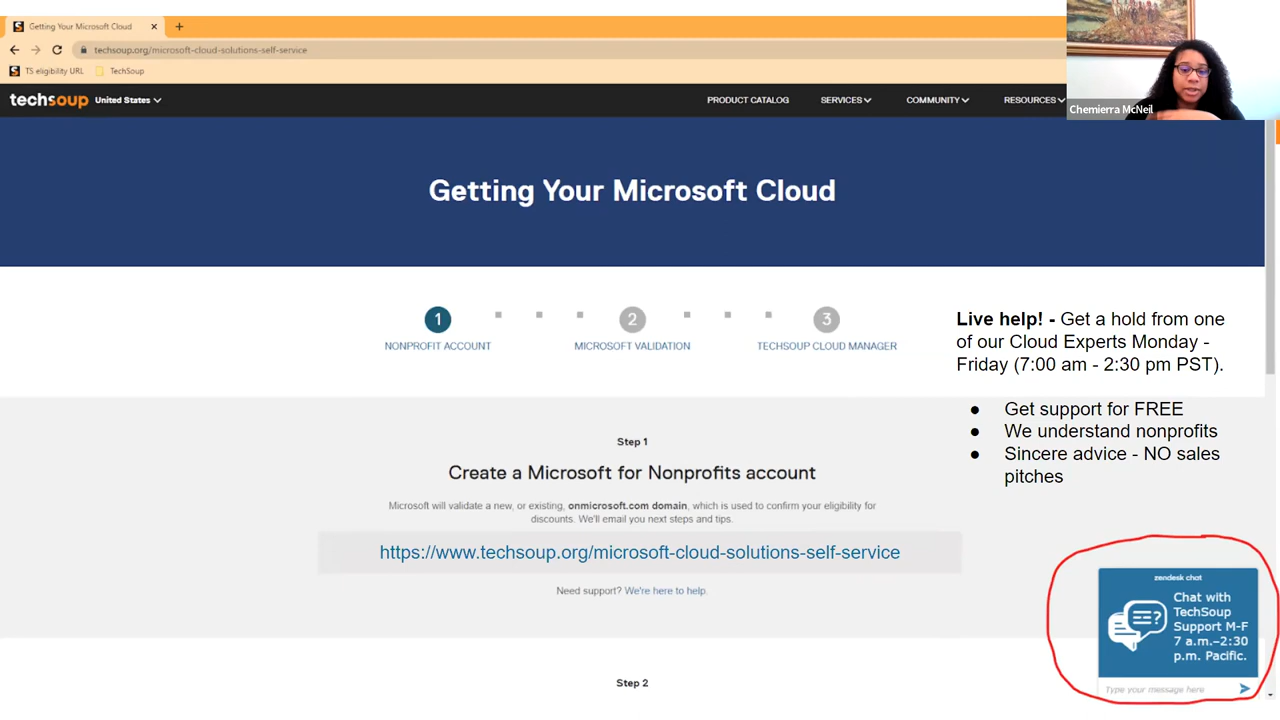 Getting Your Microsoft Cloud
techsoup.org/microsoft-cloud-solutions-self-service
TS eligibility URL TechSoup
techsoup United States PRODUCT CATALOG SERVICES COMMUNITY RESOURCES
Chemierra McNeil
Getting Your Microsoft Cloud
1 2 3
NONPROFIT ACCOUNT MICROSOFT VALIDATION TECHSOUP CLOUD MANAGER
Live help! - Get a hold from one
of our Cloud Experts Monday -
Friday (7:00 am - 2:30 pm PST).
● Get support for FREE
● We understand nonprofits
● Sincere advice - NO sales
pitches
Step 1
Create a Microsoft for Nonprofits account
Microsoft will validate a new, or existing, onmicrosoft.com domain, which is used to confirm your eligibility for
discounts. We'll email you next steps and tips.
https://www.techsoup.org/microsoft-cloud-solutions-self-service
Need support? We're here to help.
zendesk chat
Chat with
TechSoup
Support M-F
7 a.m.–2:30
p.m. Pacific.
Type your message here
Step 2